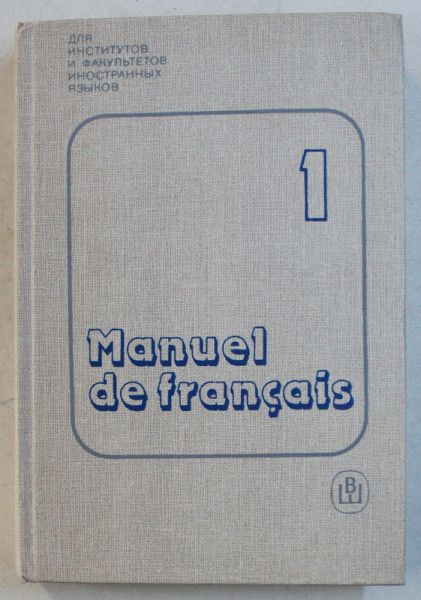 ДЛЯ
ИНСТИТУТОВ
И ФАКУЛЬТЕТОВ
ИНОСТРАННЫХ
ЯЗЫКОВ
1
Manuel
de français
ВШ